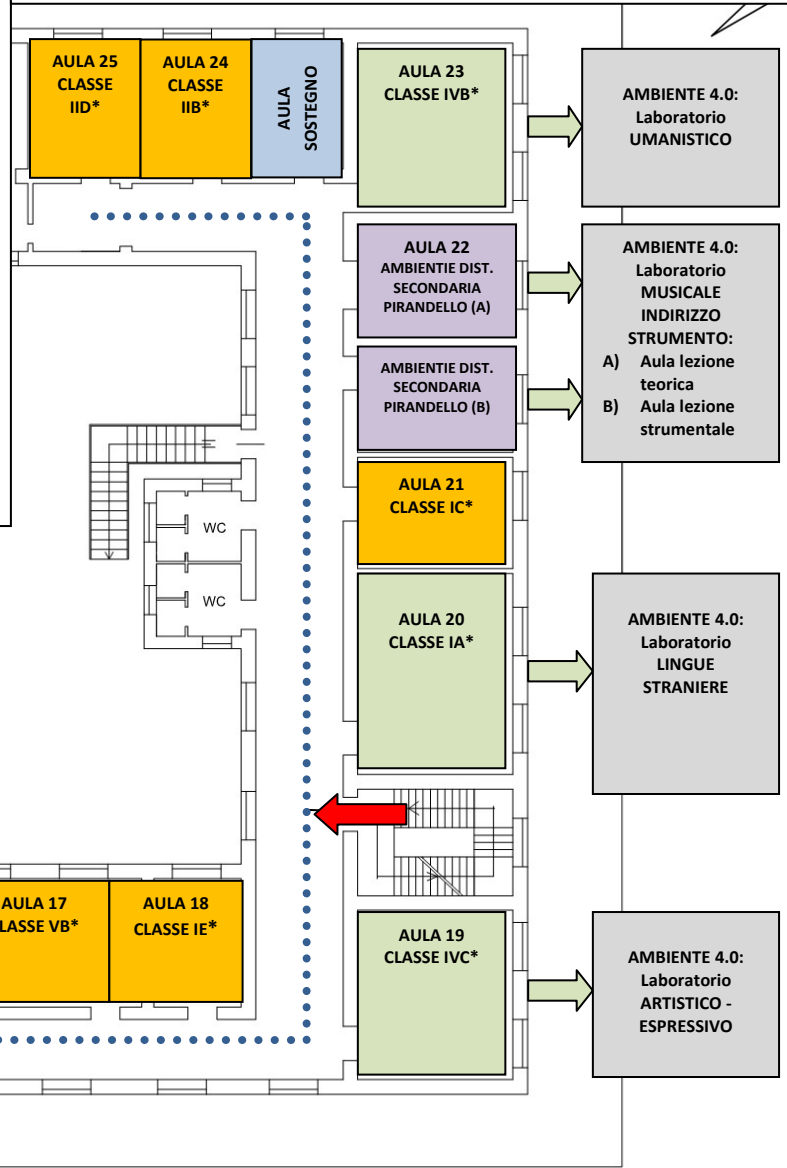 AULA 25
CLASSE
IID*
AULA 24
CLASSE
IIB*
AULA
SOSTEGNO
AULA 23
CLASSE IVB*
AMBIENTE 4.0:
Laboratorio
UMANISTICO
AULA 22
AMBIENTIE DIST.
SECONDARIA
PIRANDELLO (A)
AMBIENTIE DIST.
SECONDARIA
PIRANDELLO (B)
AMBIENTE 4.0:
Laboratorio
MUSICALE
INDIRIZZO
STRUMENTO:
A) Aula lezione
teorica
B) Aula lezione
strumentale
AULA 21
CLASSE IC*
WC
WC
AULA 20
CLASSE IA*
AMBIENTE 4.0:
Laboratorio
LINGUE
STRANIERE
AULA 17
LASSE VB*
AULA 18
CLASSE IE*
AULA 19
CLASSE IVC*
AMBIENTE 4.0:
Laboratorio
ARTISTICO -
ESPRESSIVO